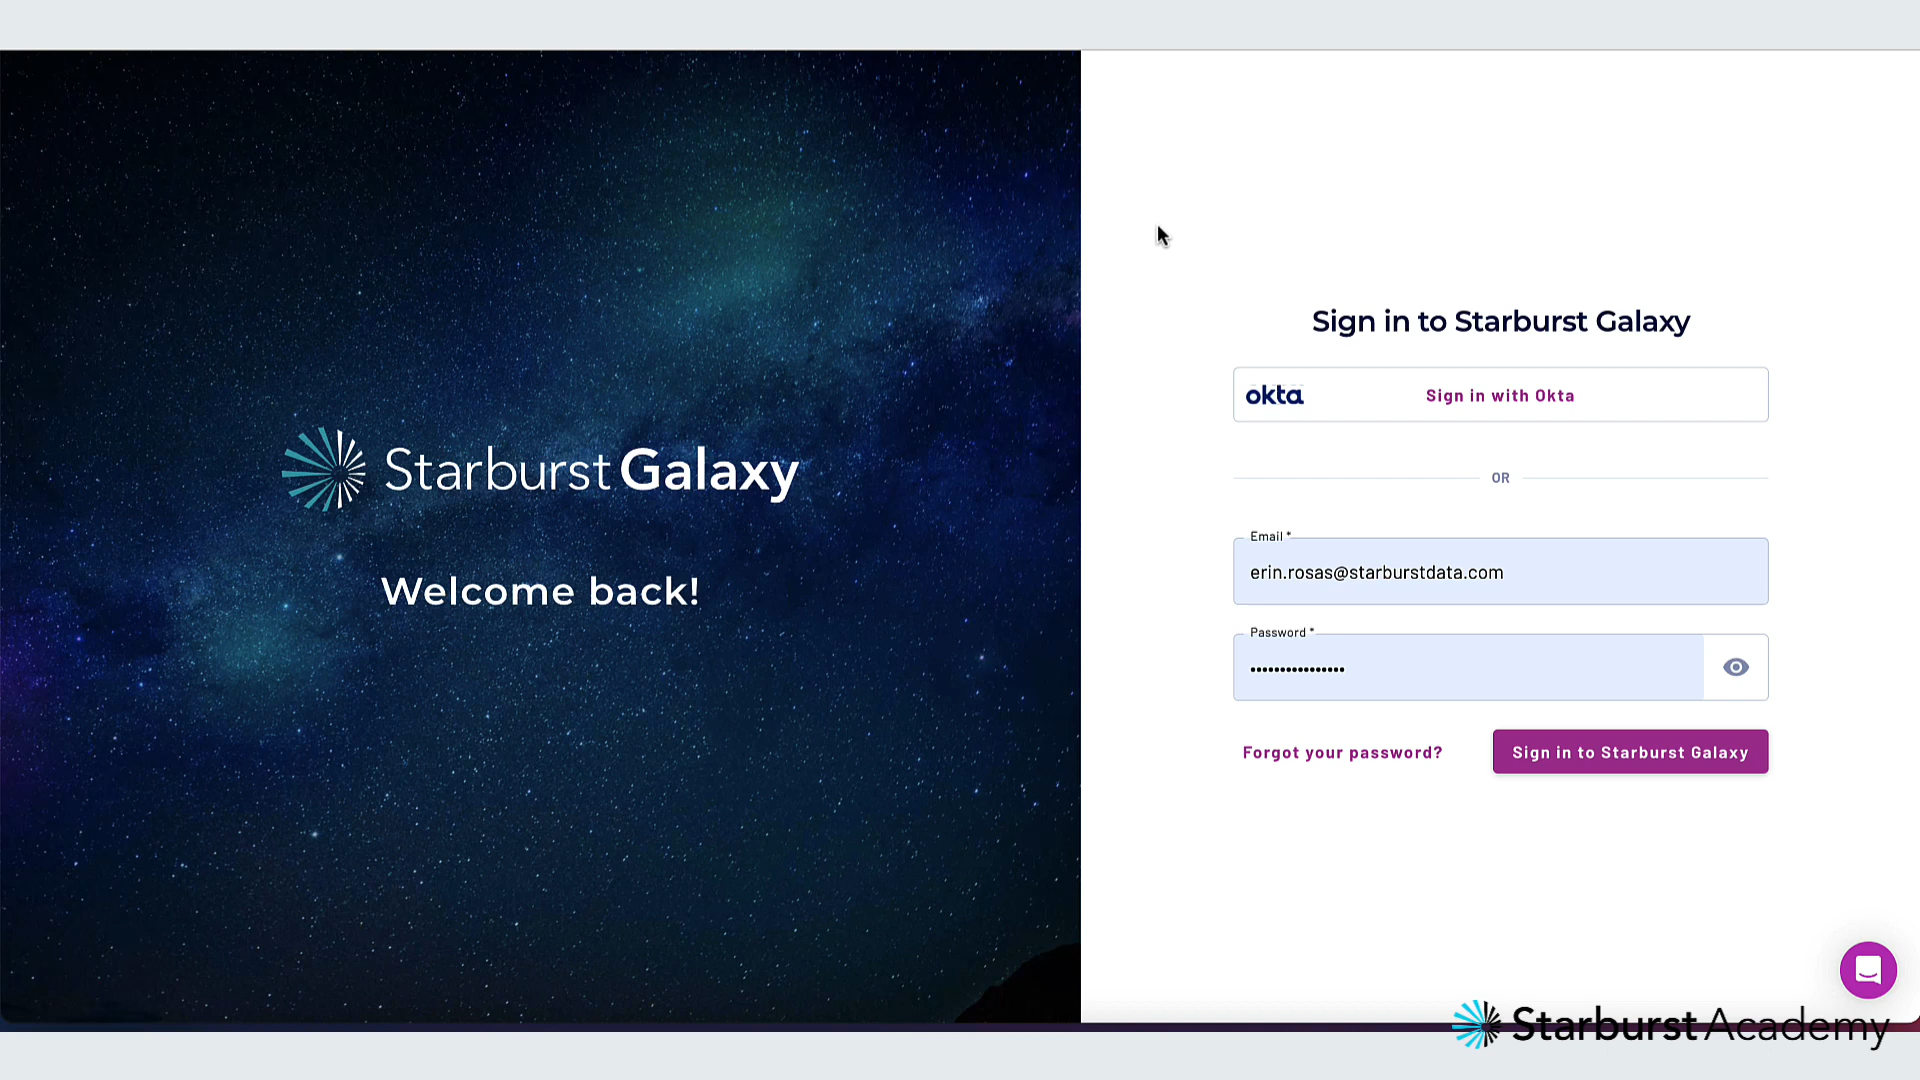 Starburst Galaxy
Welcome back!
Sign in to Starburst Galaxy
okta
Sign in with Okta
OR
Email *
erin.rosas@starburstdata.com
Password *
••••••••••••••••
Forgot your password?
Sign in to Starburst Galaxy
Starburst Academy